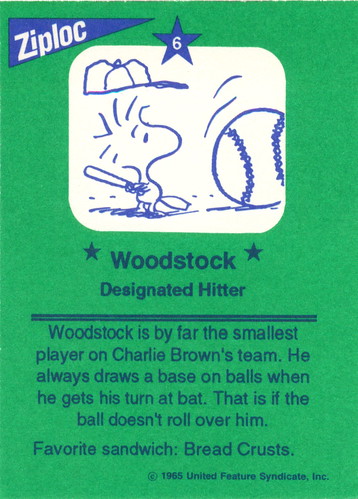 Ziploc
6
Woodstock
Designated Hitter
Woodstock is by far the smallest
player on Charlie Brown's team. He
always draws a base on balls when
he gets his turn at bat. That is if the
ball doesn't roll over him.
Favorite sandwich: Bread Crusts.
© 1965 United Feature Syndicate, Inc.